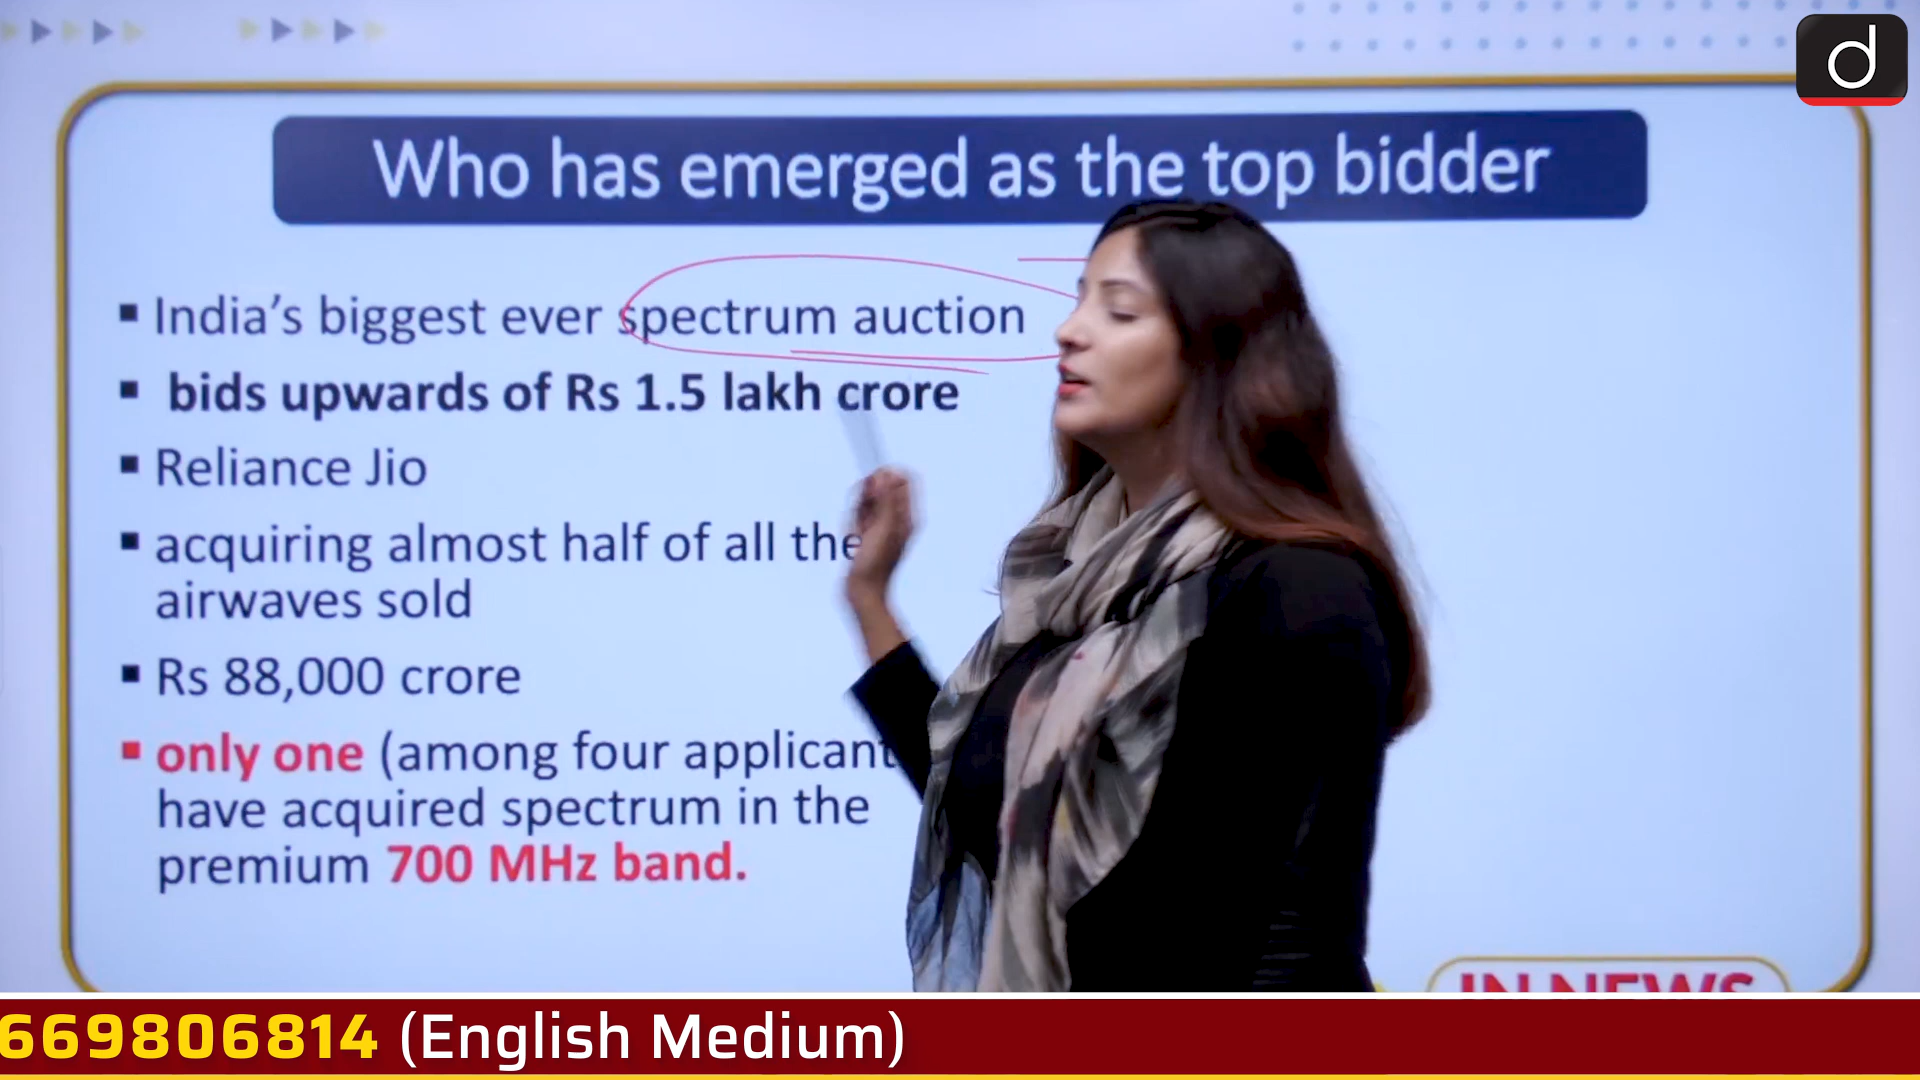 d
Who has emerged as the top bidder
India’s biggest ever spectrum auction
bids upwards of Rs 1.5 lakh crore
Reliance Jio
acquiring almost half of all the
airwaves sold
Rs 88,000 crore
only one (among four applicant
have acquired spectrum in the
premium 700 MHz band.
IN NEWS
669806814 (English Medium)